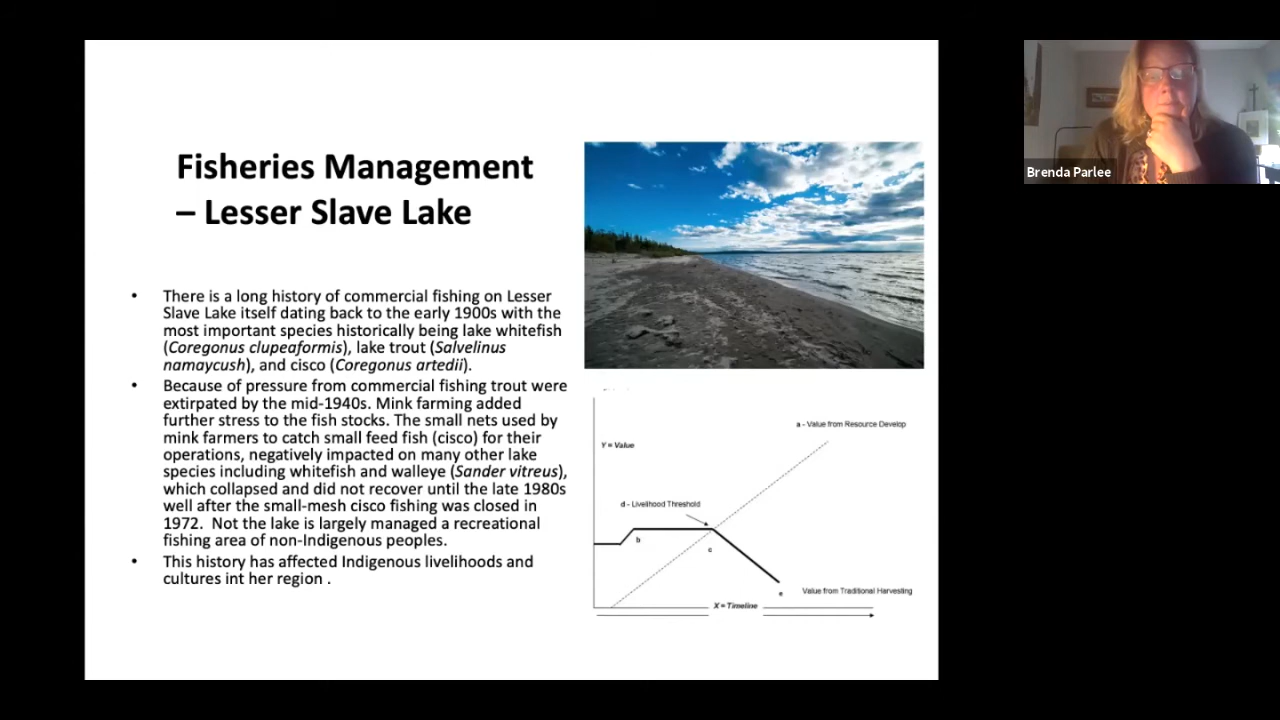 Fisheries Management
– Lesser Slave Lake
• There is a long history of commercial fishing on Lesser
Slave Lake itself dating back to the early 1900s with the
most important species historically being lake whitefish
(Coregonus clupeaformis), lake trout (Salvelinus
namaycush), and cisco (Coregonus artedii).
• Because of pressure from commercial fishing trout were
extirpated by the mid-1940s. Mink farming added
further stress to the fish stocks. The small nets used by
mink farmers to catch small feed fish (cisco) for their
operations, negatively impacted on many other lake
species including whitefish and walleye (Sander vitreus),
which collapsed and did not recover until the late 1980s
well after the small-mesh cisco fishing was closed in
1972. Not the lake is largely managed a recreational
fishing area of non-Indigenous peoples.
• This history has affected Indigenous livelihoods and
cultures int her region .
a - Value from Resource Develop
Y = Value
d - Livelihood Threshold
b
c
e
Value from Traditional Harvesting
X = Timeline
Brenda Parlee